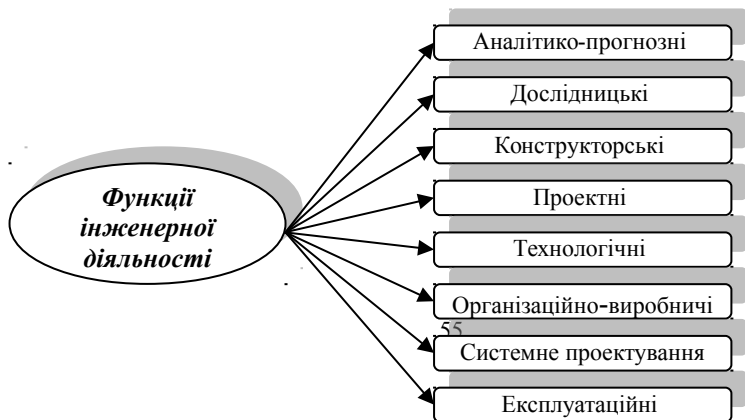 Аналітико-прогнозні
Дослідницькі
Конструкторські
Проектні
Функції
інженерної
діяльності
Технологічні
Організаційно-виробничі
55
Системне проектування
Експлуатаційні